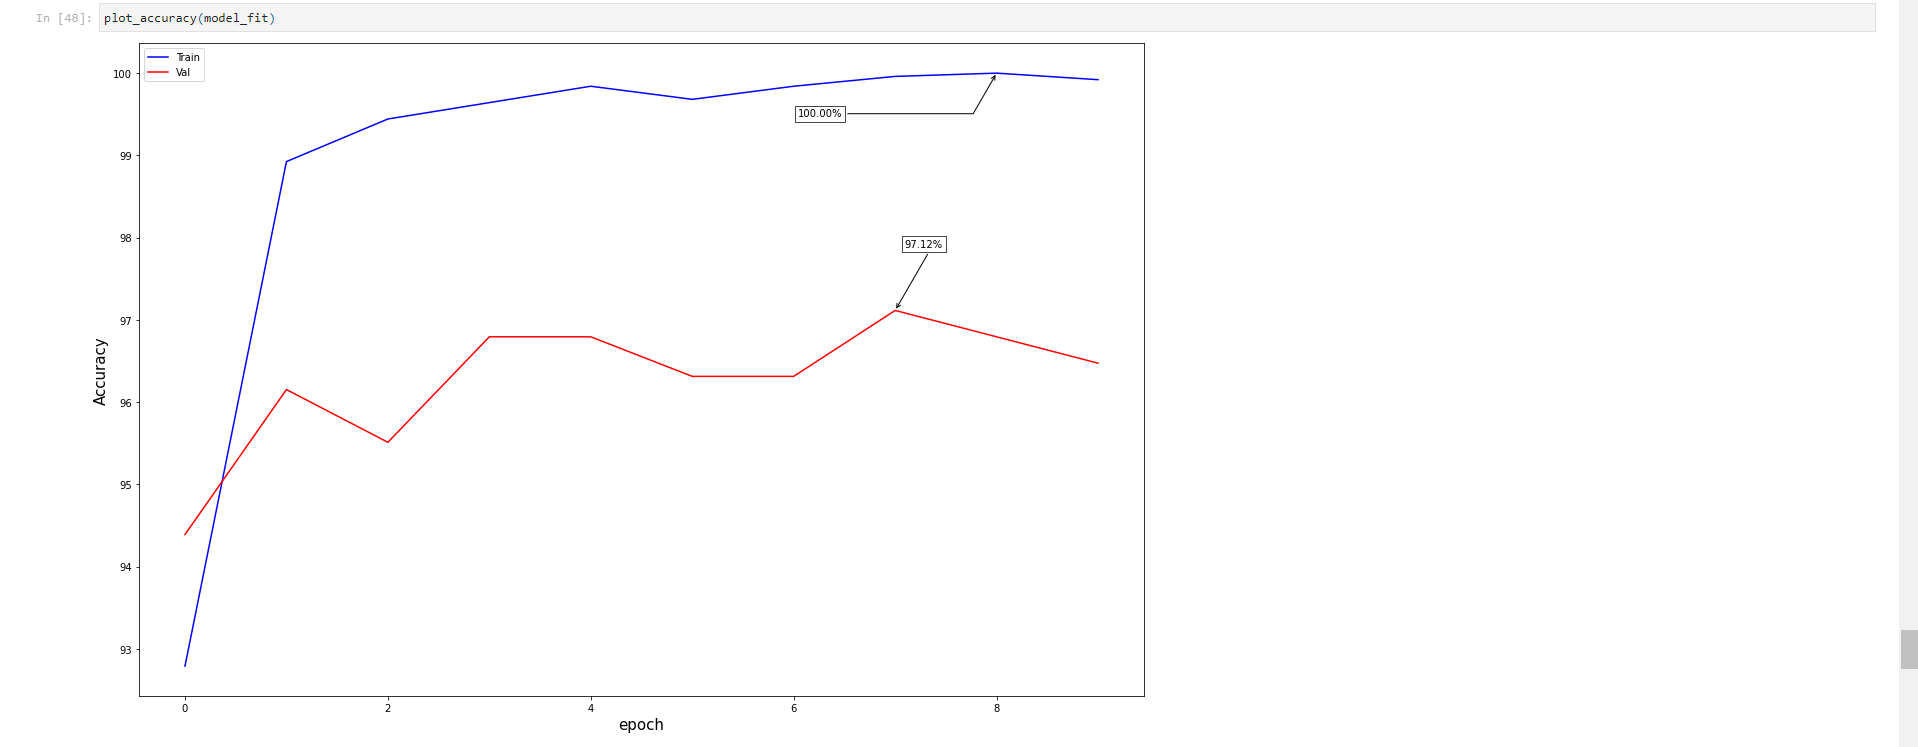 In [48]: plot_accuracy(model_fit)
Train
Val
100
99
98
97
96
95
94
93
100.00%
97.12%
Accuracy
0 2 4 6 8
epoch